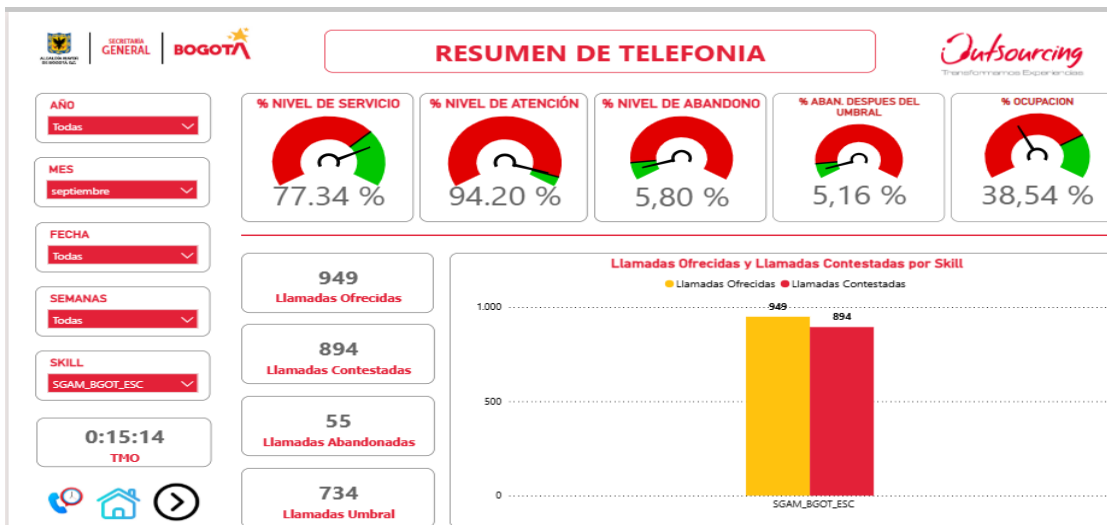 ALCALDÍA MAYOR
DE BOGOTÁ D.C.
SECRETARÍA
GENERAL
BOGOTÁ
RESUMEN DE TELEFONIA
Outsourcing
Transformamos Experiencias
AÑO
Todas
MES
septiembre
FECHA
Todas
SEMANAS
Todas
SKILL
SGAM_BGOT_ESC
0:15:14
TMO
% NIVEL DE SERVICIO
77.34 %
% NIVEL DE ATENCIÓN
94.20 %
% NIVEL DE ABANDONO
5,80 %
% ABAN. DESPUES DEL
UMBRAL
5,16 %
% OCUPACION
38,54 %
949
Llamadas Ofrecidas
894
Llamadas Contestadas
55
Llamadas Abandonadas
734
Llamadas Umbral
Llamadas Ofrecidas y Llamadas Contestadas por Skill
Llamadas Ofrecidas Llamadas Contestadas
1.000
500
0
949
894
SGAM_BGOT_ESC